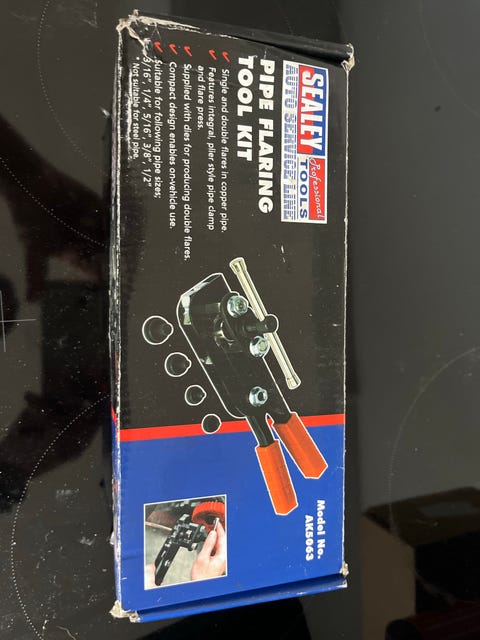 SEALEY
Professional
TOOLS
AUTO SERVICE LINE
PIPE FLARING
TOOL KIT
Single and double flares in copper pipe.
Features integral, plier style pipe clamp
and flare press.
Supplied with dies for producing double flares.
Compact design enables on-vehicle use.
Suitable for following pipe sizes;
3/16", 1/4", 5/16", 3/8", 1/2"
* Not suitable for steel pipe.
Model No.
AK5063